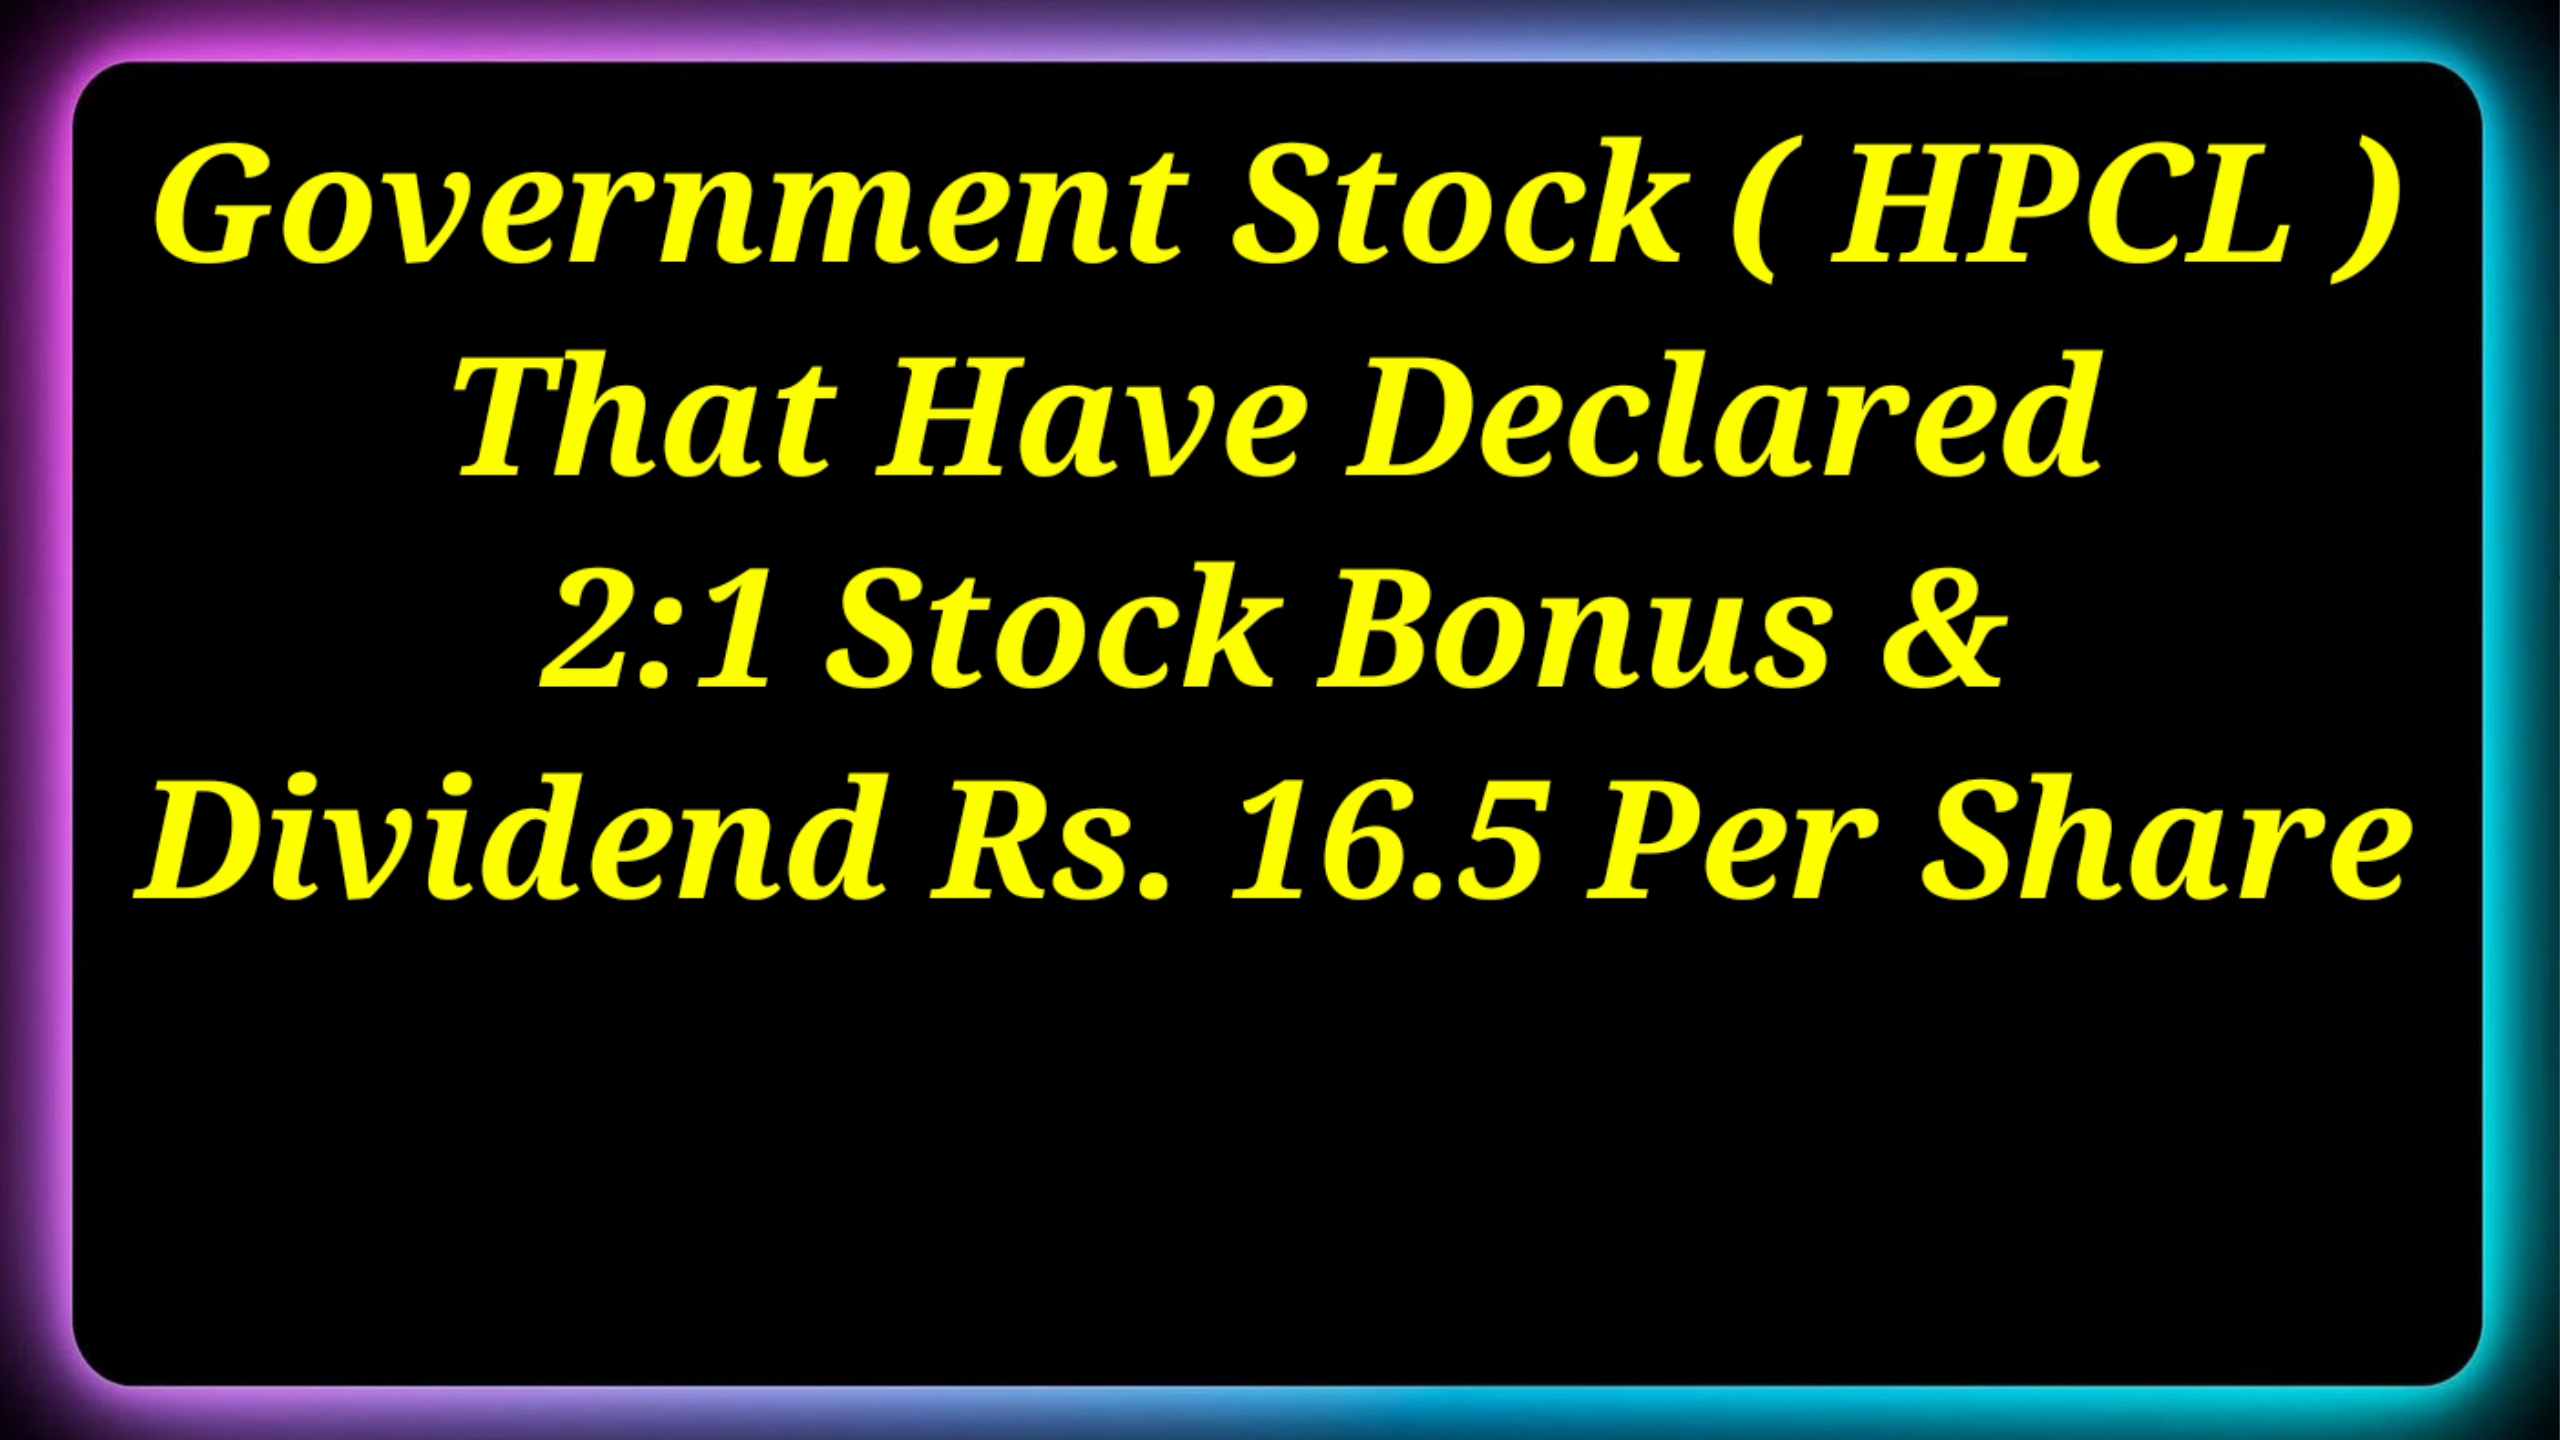 Government Stock ( HPCL )
That Have Declared
2:1 Stock Bonus &
Dividend Rs. 16.5 Per Share